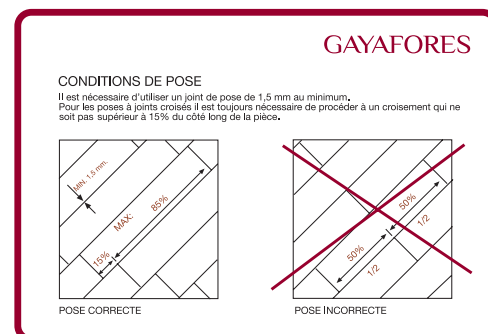 GAYAFORES
CONDITIONS DE POSE
Il est nécessaire d'utiliser un joint de pose de 1,5 mm au minimum.
Pour les poses à joints croisés il est toujours nécessaire de procéder à un croisement qui ne
soit pas supérieur à 15% du côté long de la pièce.
MIN. 1,5 mm.
MAX:
85%
15%
50%
1/2
50%
1/2
POSE CORRECTE
POSE INCORRECTE